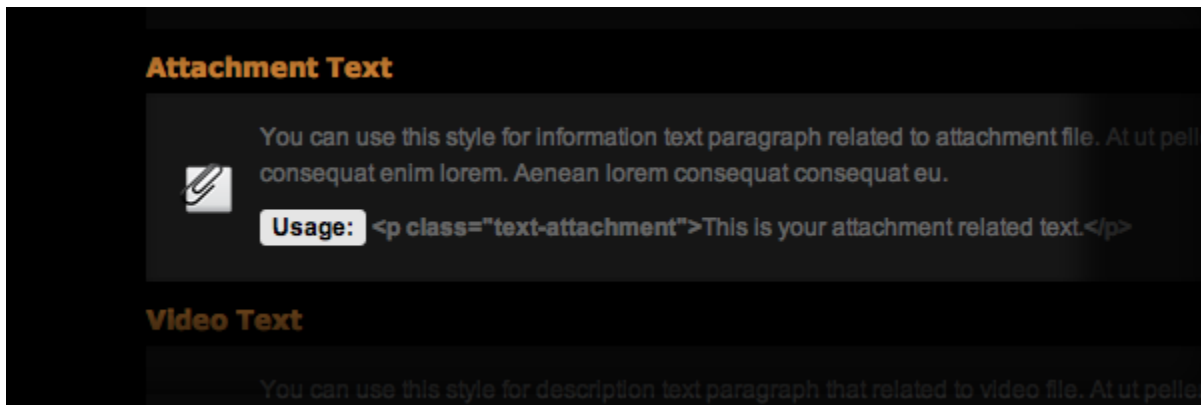 Attachment Text
You can use this style for information text paragraph related to attachment file. At ut
consequat enim lorem. Aenean lorem consequat consequat eu.
Usage: <p class="text-attachment">This is your attachment related text.</p>
Video Text
You can use this style for description text paragraph that related to video file. At ut